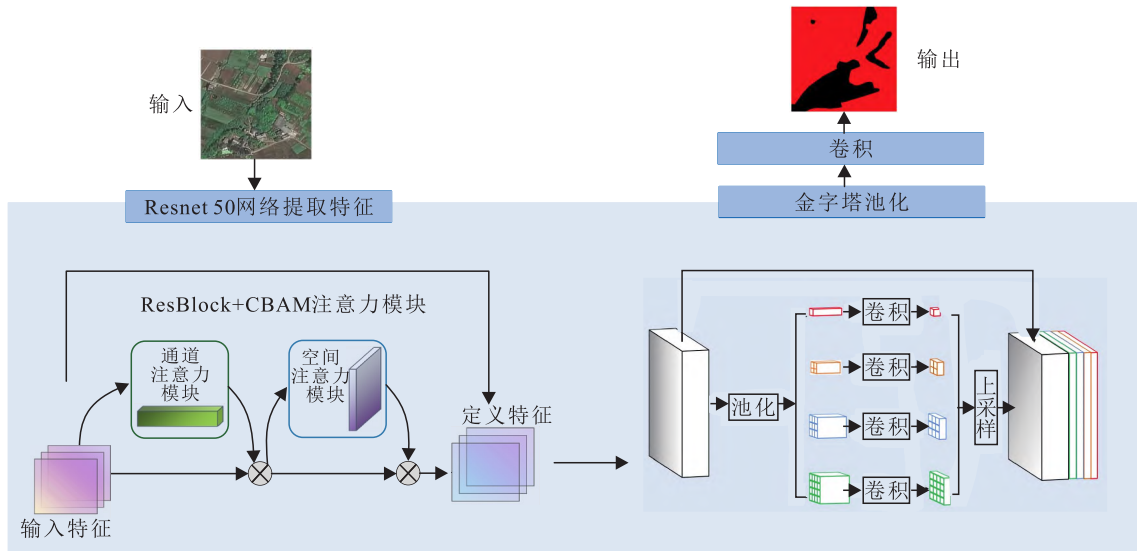 输入
输出
卷积
金字塔池化
Resnet 50网络提取特征
ResBlock+CBAM注意力模块
通道
注意力
模块
空间
注意力
模块
定义特征
输入特征
池化
卷积
卷积
卷积
卷积
上采样